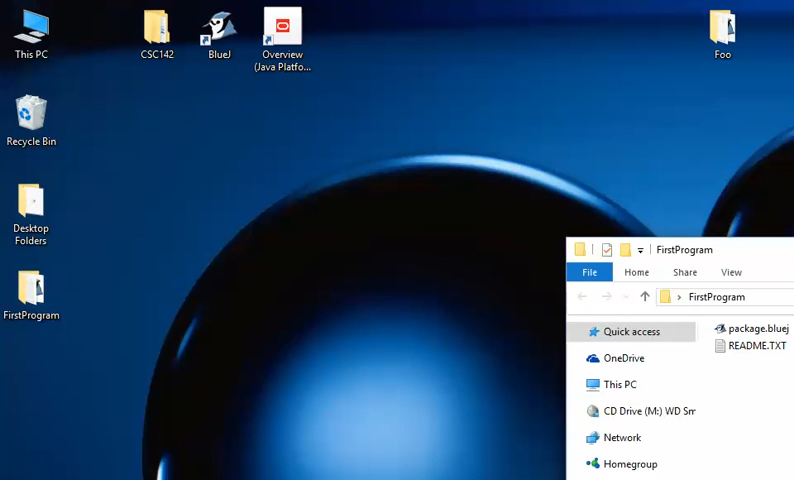 This PC
CSC142
BlueJ
Overview
(Java Platfo...
Foo
Recycle Bin
Desktop
Folders
FirstProgram
FirstProgram
File Home Share View
FirstProgram
Quick access
package.bluej
README.TXT
OneDrive
This PC
CD Drive (M:) WD Sm
Network
Homegroup